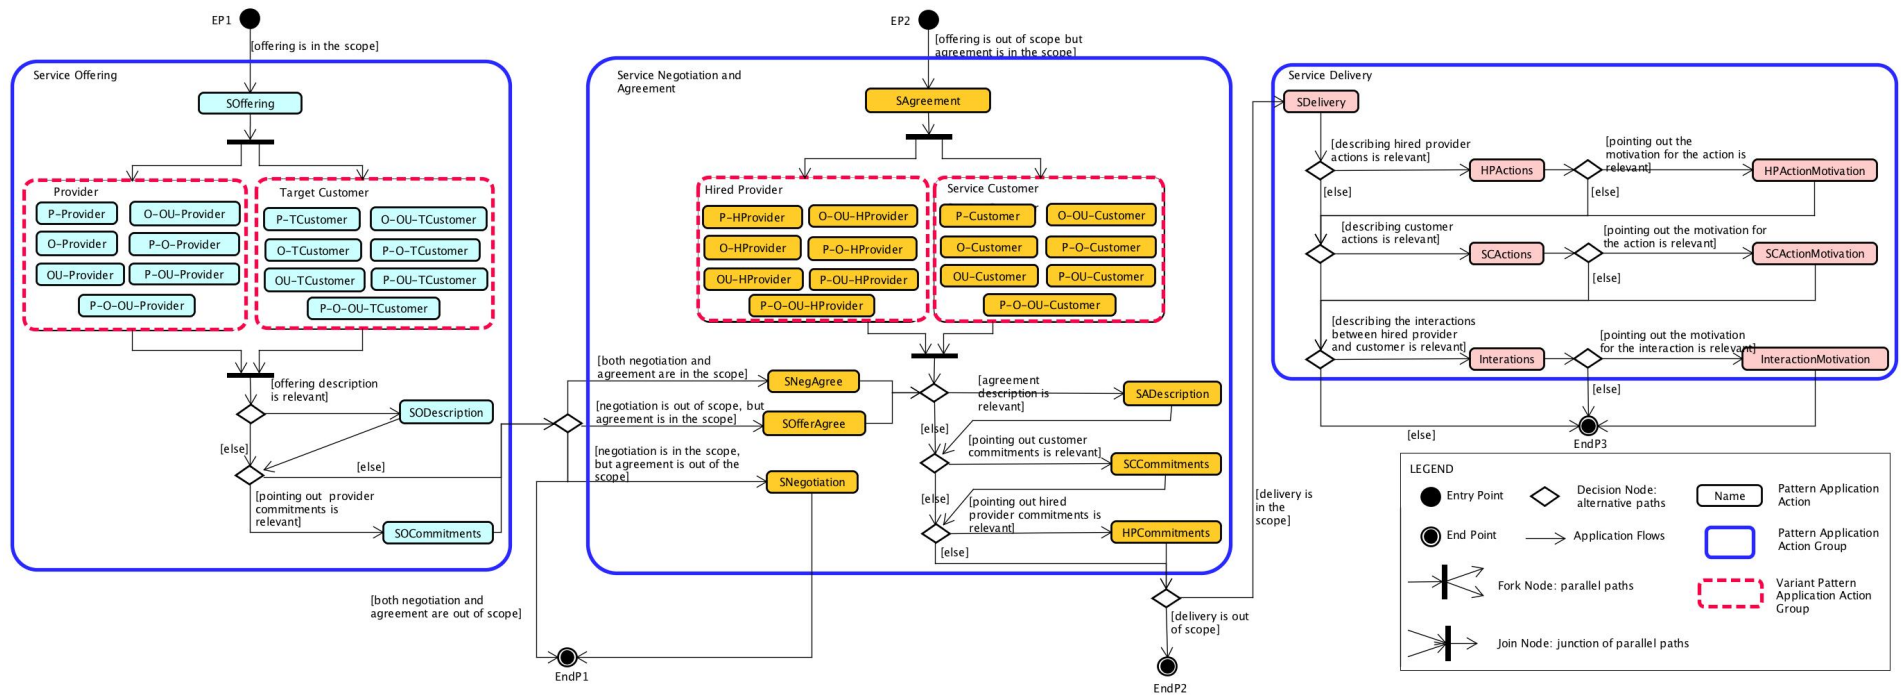 EP1
[offering is in the scope]
Service Offering
SOffering
Provider
P-Provider
O-OU-Provider
O-Provider
P-O-Provider
OU-Provider
P-OU-Provider
P-O-OU-Provider
Target Customer
P-TCustomer
O-OU-TCustomer
O-TCustomer
P-O-TCustomer
OU-TCustomer
P-OU-TCustomer
P-O-OU-TCustomer
[offering description
is relevant]
SODescription
[else]
[else]
[pointing out provider
commitments is
relevant]
SOCommitments
EP2
[offering is out of scope but
agreement is in the scope]
Service Negotiation and
Agreement
SAgreement
Hired Provider
P-HProvider
O-OU-HProvider
O-HProvider
P-O-HProvider
OU-HProvider
P-OU-HProvider
P-O-OU-HProvider
Service Customer
P-Customer
O-OU-Customer
O-Customer
P-O-Customer
OU-Customer
P-OU-Customer
P-O-OU-Customer
[both negotiation and
agreement are in the scope]
SNegAgree
[negotiation is out of scope, but
agreement is in the scope]
SOfferAgree
[negotiation is in the scope,
but agreement is out of the
scope]
SNegotiation
[agreement
description is
relevant]
SADescription
[else]
[pointing out customer
commitments is relevant]
SCCommitments
[else]
[pointing out hired
provider commitments is
relevant]
HPCommitments
[else]
[both negotiation and
agreement are out of scope]
EndP1
[delivery is
in the
scope]
[delivery is out
of scope]
EndP2
Service Delivery
SDelivery
[describing hired provider
actions is relevant]
HPActions
[pointing out the
motivation for the action is
relevant]
HPActionMotivation
[else]
[else]
[describing customer
actions is relevant]
SCActions
[pointing out the motivation for
the action is relevant]
SCActionMotivation
[else]
[describing the interactions
between hired provider
and customer is relevant]
Interations
[pointing out the motivation
for the interaction is relevant]
InteractionMotivation
[else]
[else]
EndP3
LEGEND
Entry Point
Decision Node:
alternative paths
Name
Pattern Application
Action
End Point
Application Flows
Pattern Application
Action Group
Fork Node: parallel paths
Variant Pattern
Application Action
Group
Join Node: junction of parallel paths